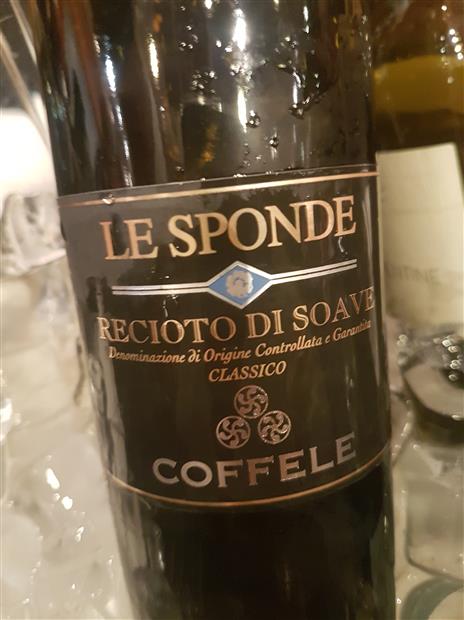 LE SPONDE
RECIOTO DI SOAVE
Denominazione di Origine Controllata e Garantita
CLASSICO
COFFELE